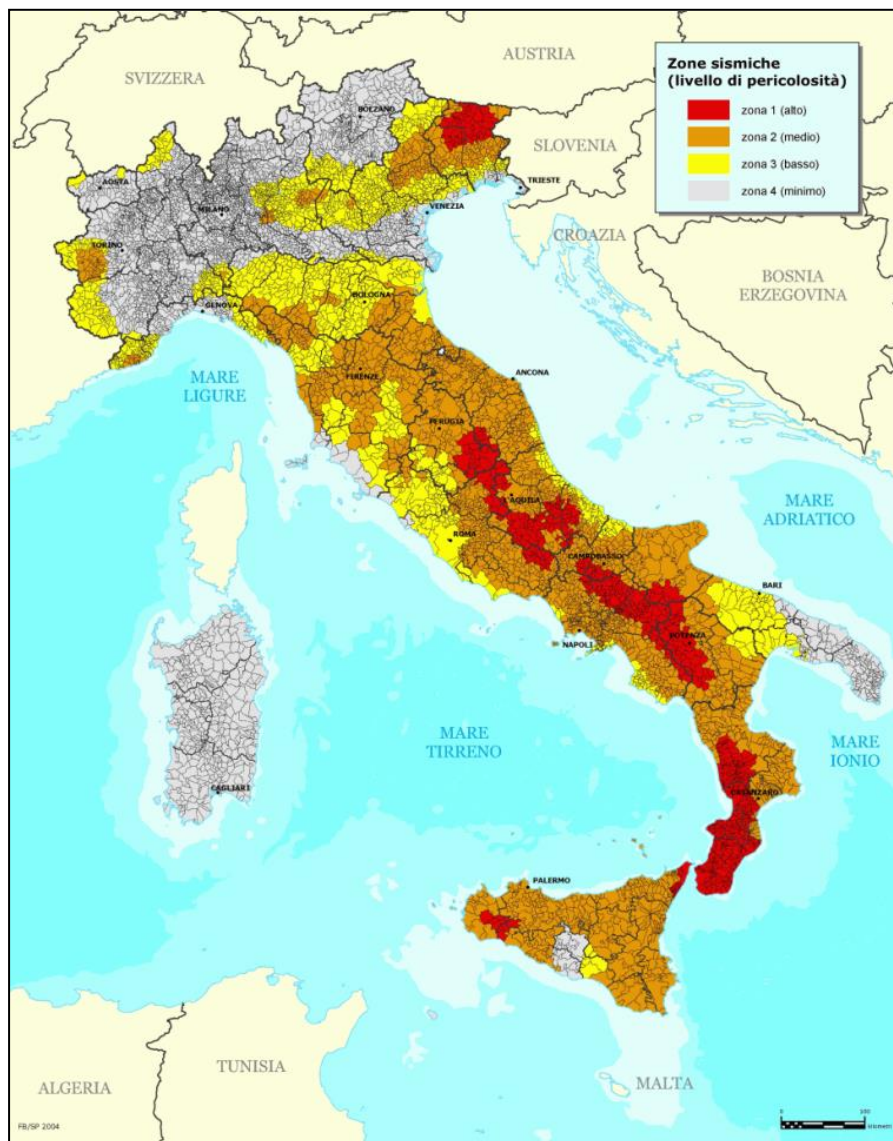 AUSTRIA
SVIZZERA
BOLZANO
SLOVENIA
AOSTA
TRIESTE
MILANO
VENEZIA
CROAZIA
TORINO
BOSNIA
ERZEGOVINA
BOLOGNA
GENOVA
MARE
LIGURE
FIRENZE
ANCONA
PERUGIA
L'AQUILA
MARE
ADRIATICO
ROMA
CAMPOBASSO
BARI
NAPOLI
POTENZA
MARE
TIRRENO
MARE
IONIO
CAGLIARI
CATANZARO
PALERMO
TUNISIA
ALGERIA
MALTA
Zone sismiche
(livello di pericolosità)
zona 1 (alto)
zona 2 (medio)
zona 3 (basso)
zona 4 (minimo)
FB/SP 2004
0 100
kilometri